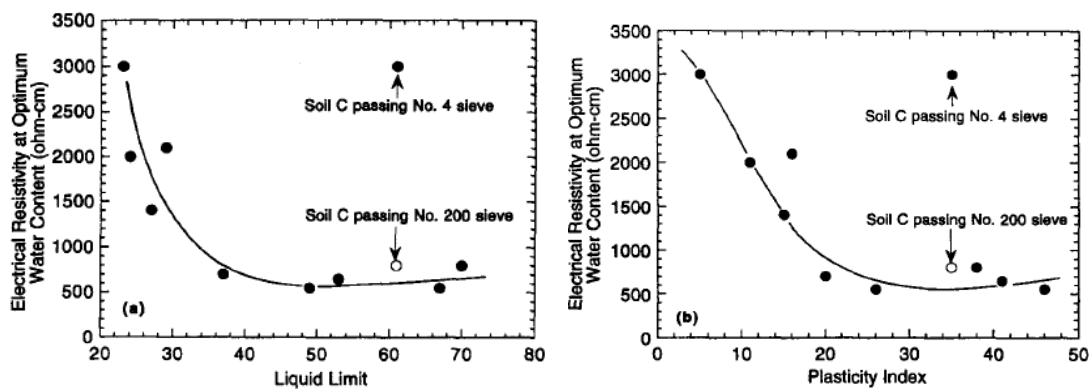 Electrical Resistivity at Optimum
Water Content (ohm-cm)
3500
3000
2500
2000
1500
1000
500
0
Soil C passing No. 4 sieve
Soil C passing No. 200 sieve
(a)
20 30 40 50 60 70 80
Liquid Limit
Electrical Resistivity at Optimum
Water Content (ohm-cm)
3500
3000
2500
2000
1500
1000
500
0
Soil C passing No. 4 sieve
Soil C passing No. 200 sieve
(b)
0 10 20 30 40 50
Plasticity Index